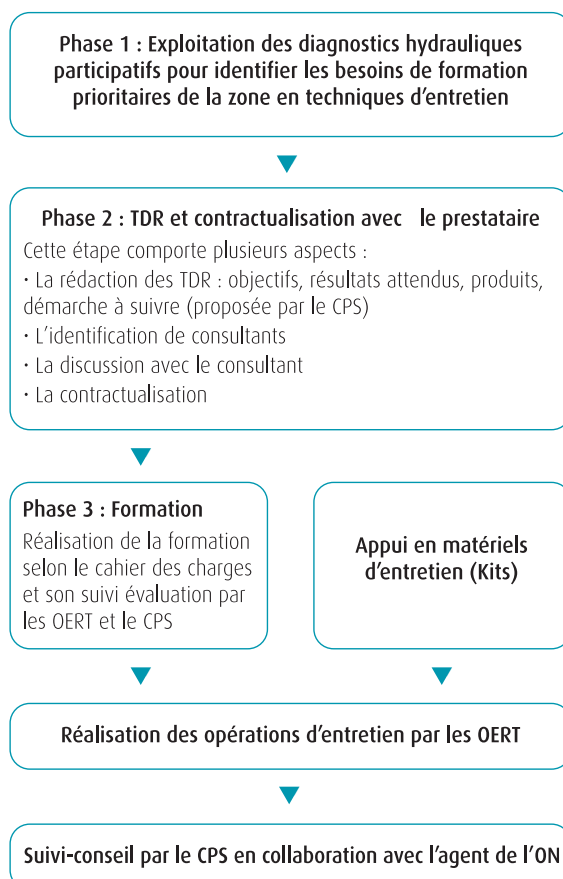 Phase 1 : Exploitation des diagnostics hydrauliques
participatifs pour identifier les besoins de formation
prioritaires de la zone en techniques d'entretien
Phase 2 : TDR et contractualisation avec le prestataire
Cette étape comporte plusieurs aspects :
· La rédaction des TDR : objectifs, résultats attendus, produits,
démarche à suivre (proposée par le CPS)
· L'identification de consultants
· La discussion avec le consultant
· La contractualisation
Phase 3 : Formation
Réalisation de la formation
selon le cahier des charges
et son suivi évaluation par
les OERT et le CPS
Appui en matériels
d'entretien (Kits)
Réalisation des opérations d'entretien par les OERT
Suivi-conseil par le CPS en collaboration avec l'agent de l'ON